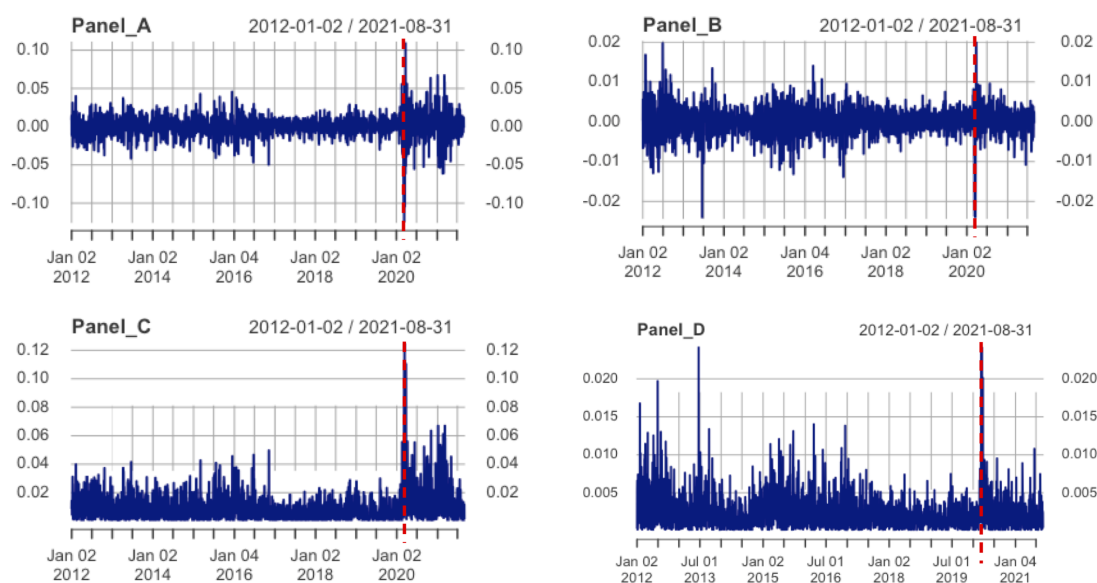 Panel_A 2012-01-02 / 2021-08-31
0.10 0.10
0.05 0.05
0.00 0.00
-0.05 -0.05
-0.10 -0.10
Jan 02 Jan 02 Jan 04 Jan 02 Jan 02
2012 2014 2016 2018 2020
Panel_B 2012-01-02 / 2021-08-31
0.02 0.02
0.01 0.01
0.00 0.00
-0.01 -0.01
-0.02 -0.02
Jan 02 Jan 02 Jan 04 Jan 02 Jan 02
2012 2014 2016 2018 2020
Panel_C 2012-01-02 / 2021-08-31
0.12 0.12
0.10 0.10
0.08 0.08
0.06 0.06
0.04 0.04
0.02 0.02
Jan 02 Jan 02 Jan 04 Jan 02 Jan 02
2012 2014 2016 2018 2020
Panel_D 2012-01-02 / 2021-08-31
0.020 0.020
0.015 0.015
0.010 0.010
0.005 0.005
Jan 02 Jul 01 Jan 02 Jul 01 Jan 02 Jul 01 Jan 04
2012 2013 2015 2016 2018 2019 2021